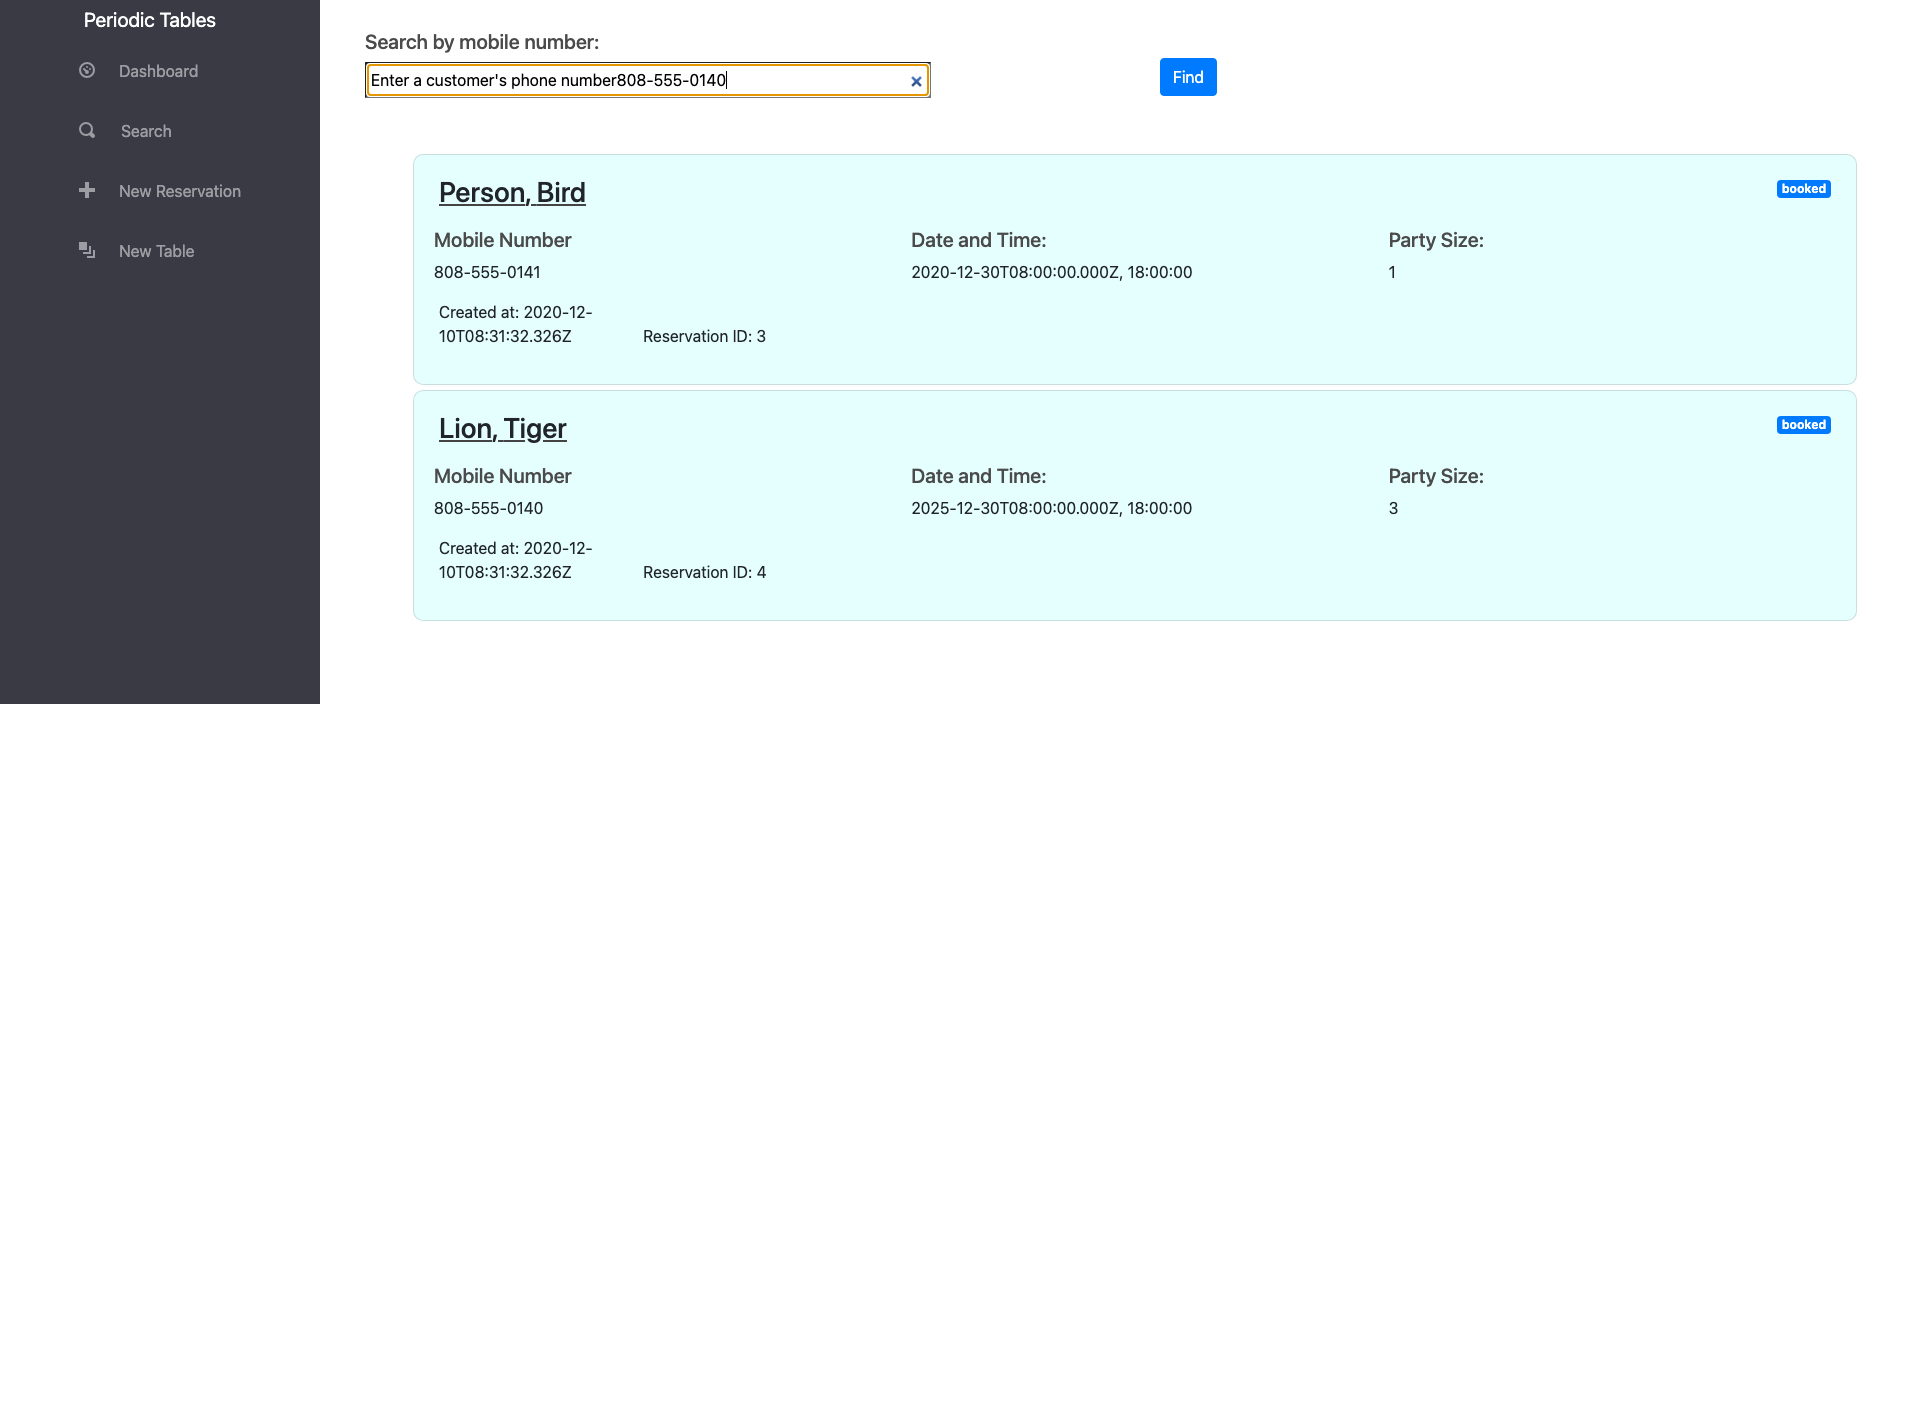 Periodic Tables
Dashboard
Search
New Reservation
New Table
Search by mobile number:
Enter a customer's phone number808-555-0140
Find
Person, Bird
booked
Mobile Number
Date and Time:
Party Size:
808-555-0141
2020-12-30T08:00:00.000Z, 18:00:00
1
Created at: 2020-12-
10T08:31:32.326Z
Reservation ID: 3
Lion, Tiger
booked
Mobile Number
Date and Time:
Party Size:
808-555-0140
2025-12-30T08:00:00.000Z, 18:00:00
3
Created at: 2020-12-
10T08:31:32.326Z
Reservation ID: 4